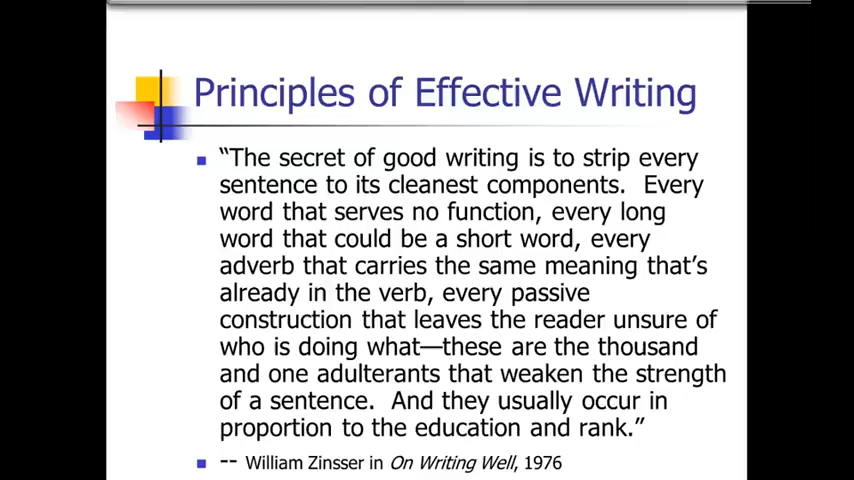 Principles of Effective Writing
“The secret of good writing is to strip every
sentence to its cleanest components.  Every
word that serves no function, every long
word that could be a short word, every
adverb that carries the same meaning that’s
already in the verb, every passive
construction that leaves the reader unsure of
who is doing what—these are the thousand
and one adulterants that weaken the strength
of a sentence.  And they usually occur in
proportion to the education and rank.”
-- William Zinsser in On Writing Well, 1976